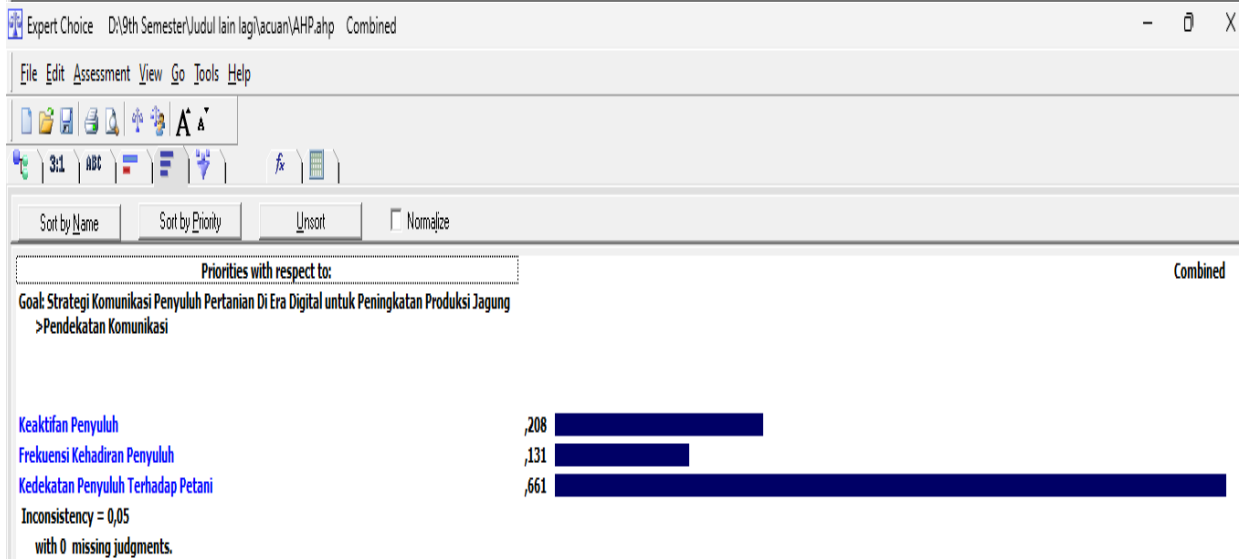 Expert Choice D:\9th Semester\Judul lain lagi\acuan\AHP.ahp Combined
File Edit Assessment View Go Tools Help
A A
3:1 ABC fx
Sort by Name Sort by Priority Unsort Normalize
Priorities with respect to: Combined
Goal: Strategi Komunikasi Penyuluh Pertanian Di Era Digital untuk Peningkatan Produksi Jagung
>Pendekatan Komunikasi
Keaktifan Penyuluh ,208
Frekuensi Kehadiran Penyuluh ,131
Kedekatan Penyuluh Terhadap Petani ,661
Inconsistency = 0,05
with 0 missing judgments.